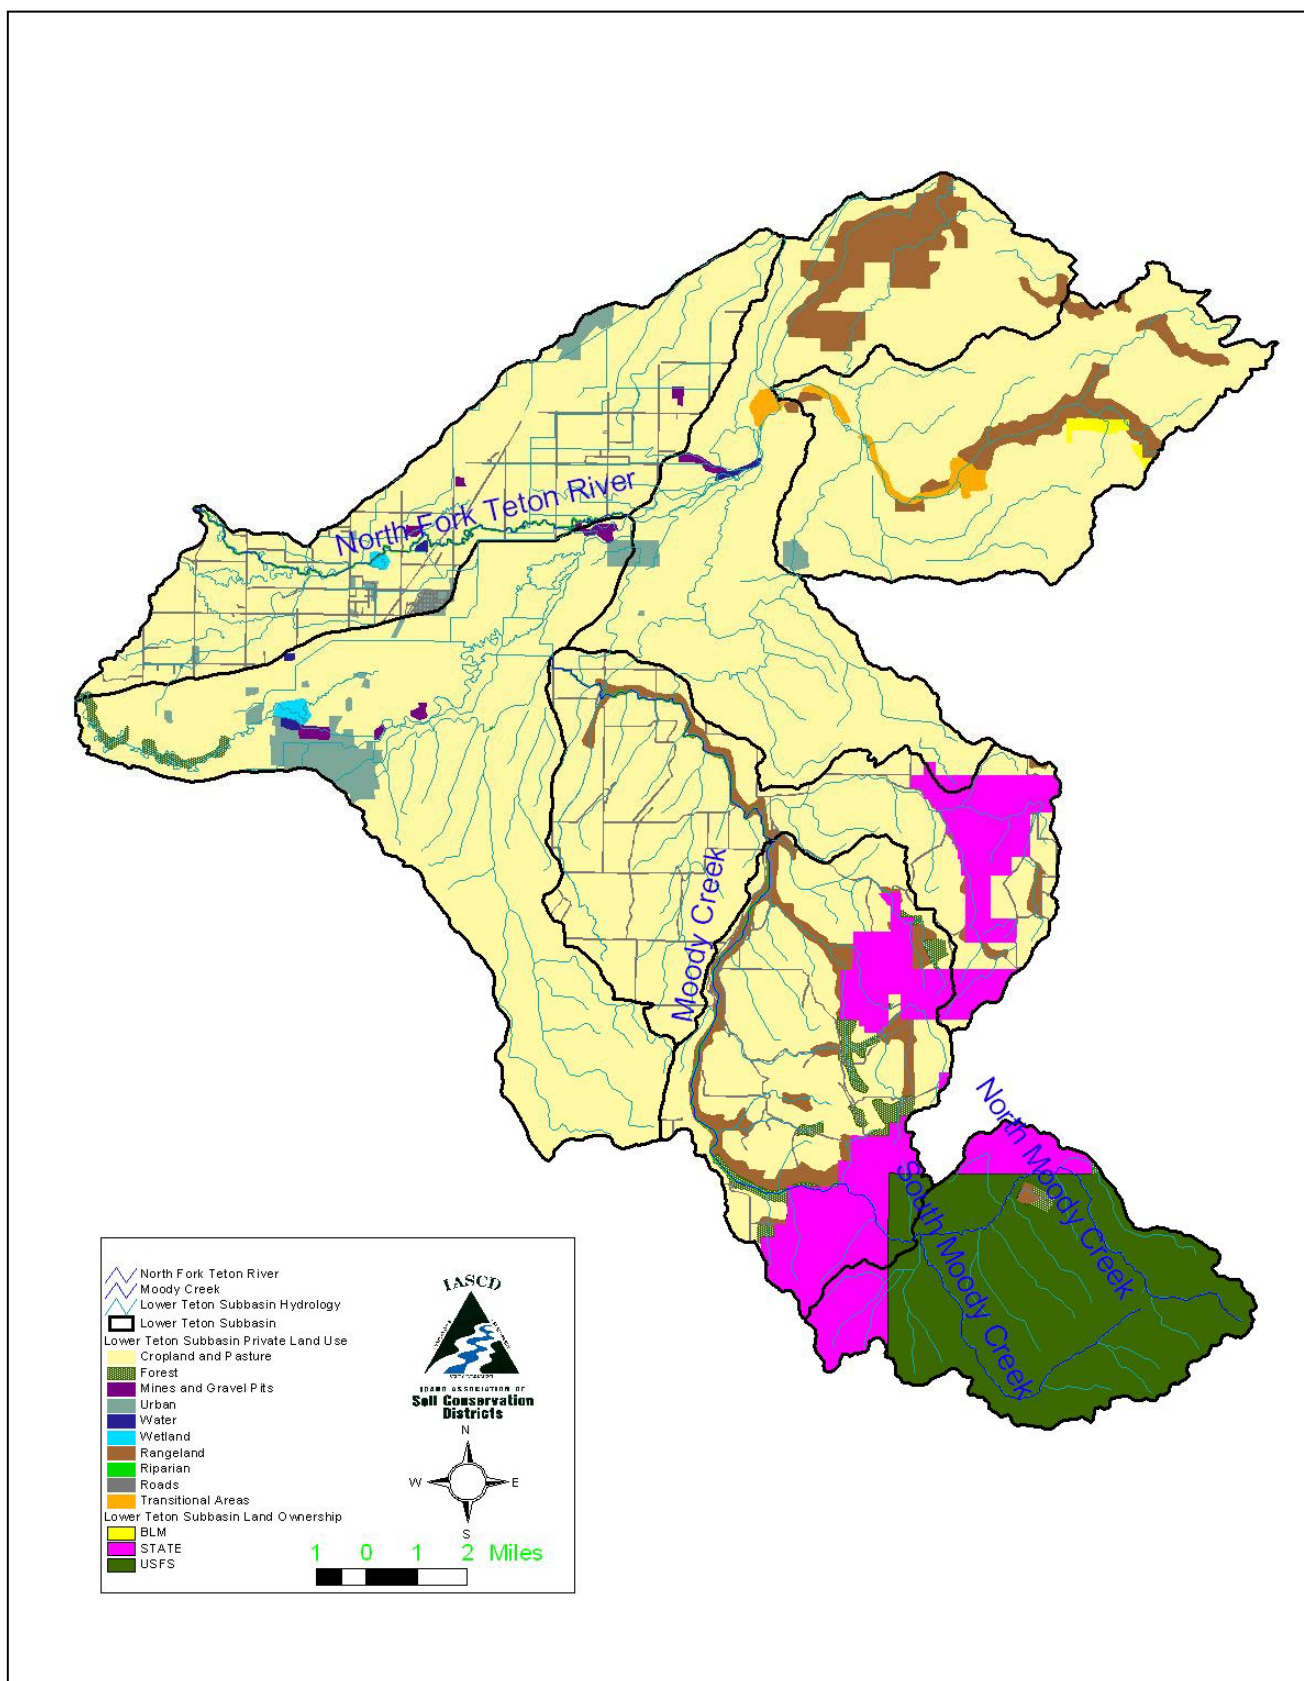 North Fork Teton River
Moody Creek
North Moody Creek
South Moody Creek
North Fork Teton River
Moody Creek
Lower Teton Subbasin Hydrology
Lower Teton Subbasin
Lower Teton Subbasin Private Land Use
Cropland and Pasture
Forest
Mines and Gravel Pits
Urban
Water
Wetland
Rangeland
Riparian
Roads
Transitional Areas
Lower Teton Subbasin Land Ownership
BLM
STATE
USFS
IASCD
IDAHO ASSOCIATION OF
Soil Conservation
Districts
N
W E
S
1 0 1 2 Miles